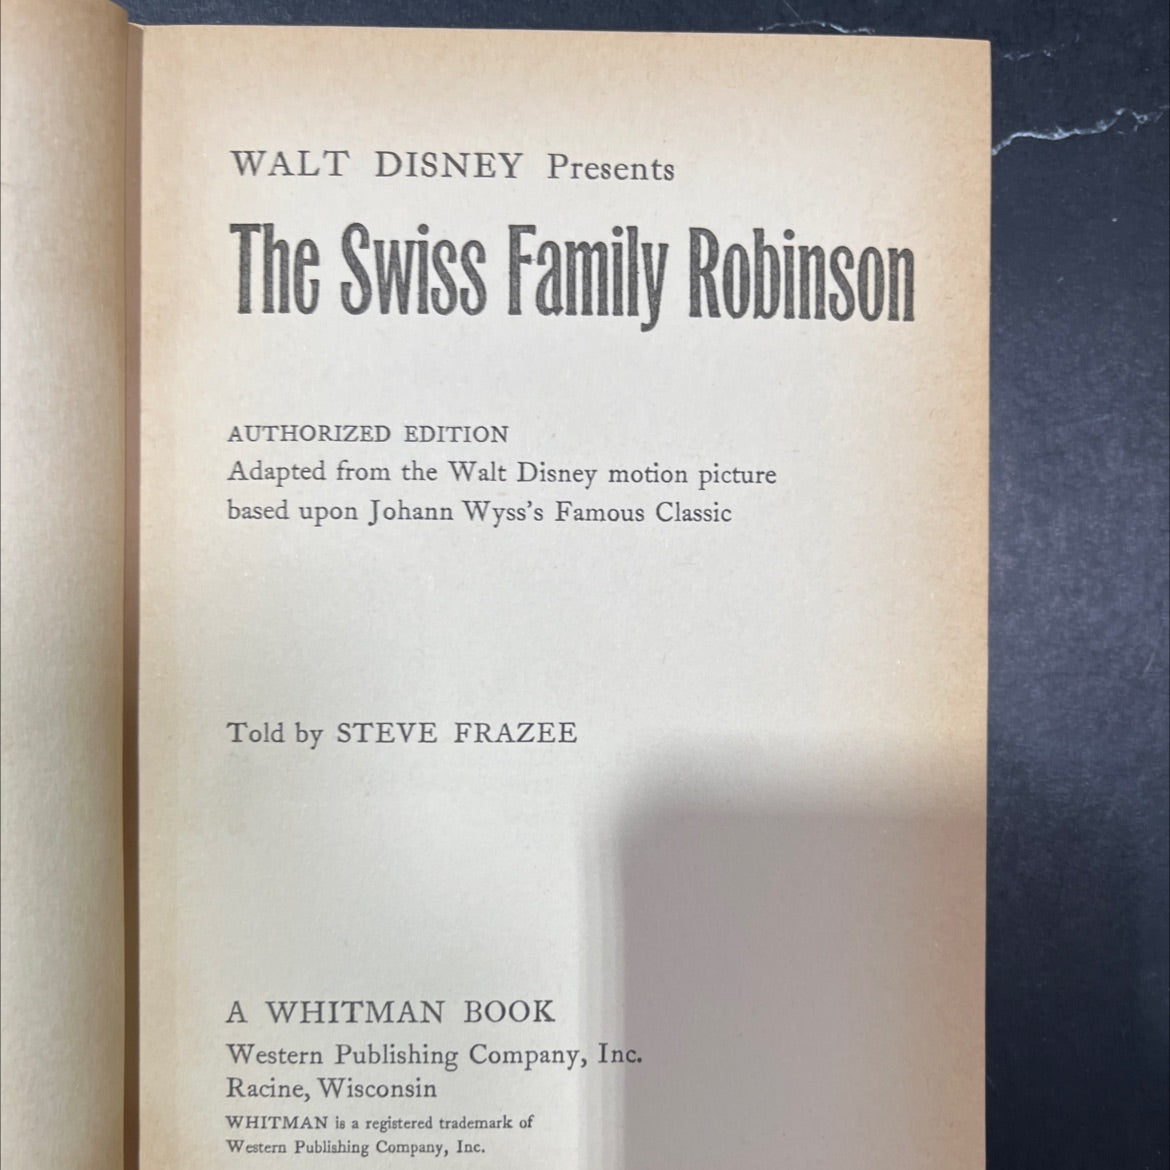 WALT DISNEY Presents
The Swiss Family Robinson
AUTHORIZED EDITION
Adapted from the Walt Disney motion picture
based upon Johann Wyss's Famous Classic
Told by STEVE FRAZEE
A WHITMAN BOOK
Western Publishing Company, Inc.
Racine, Wisconsin
WHITMAN is a registered trademark of
Western Publishing Company, Inc.